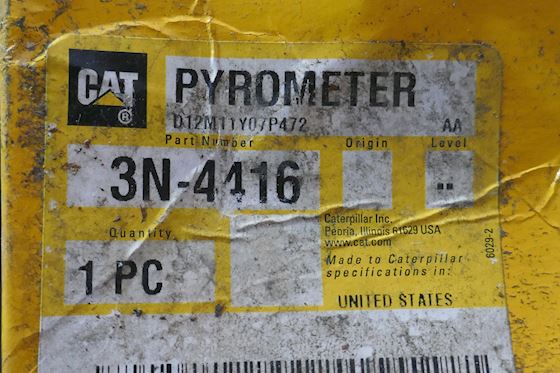 CAT®
PYROMETER
D12M11Y07P472 AA
Part Number Origin Level
3N-4416 --
Caterpillar Inc.
Peoria, Illinois 61629 USA
www.cat.com
Quantity
1 PC
Made to Caterpillar
specifications in:
UNITED STATES
6029-2